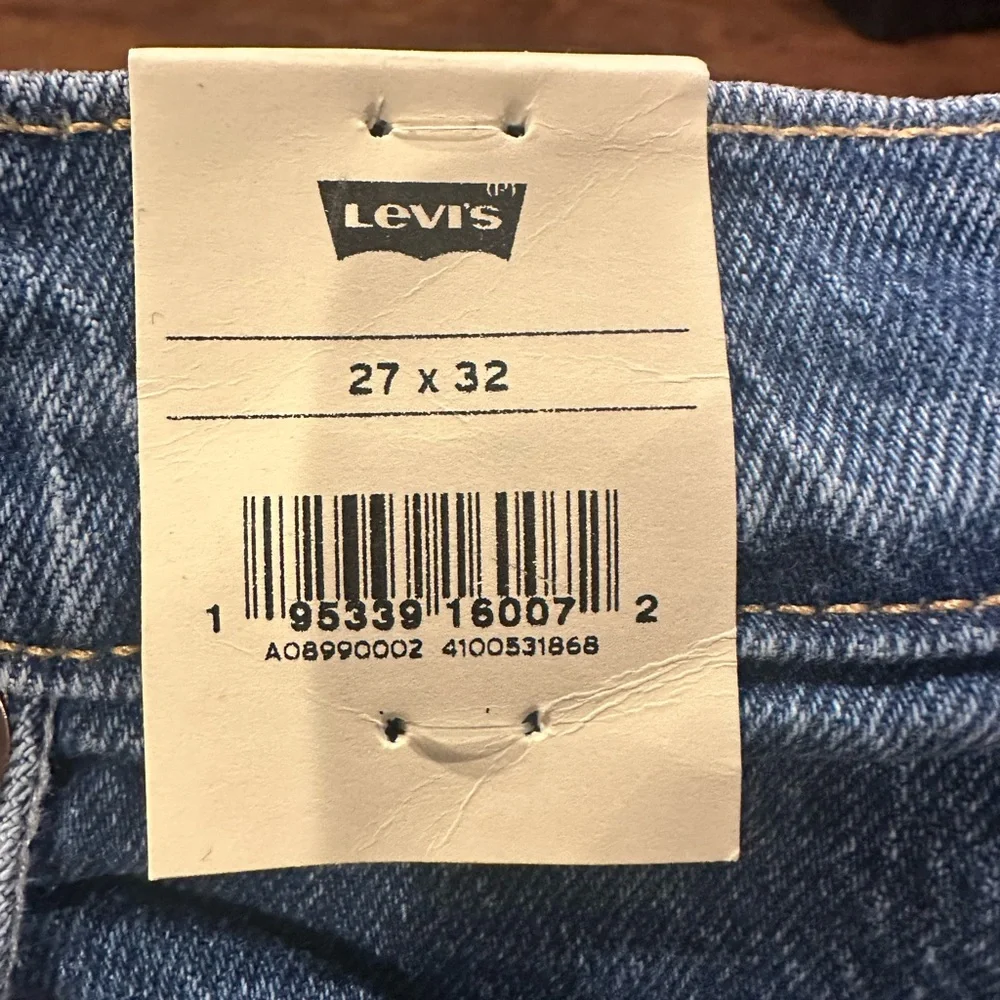 LEVI'S (P)
27 x 32
1 95339 16007 2
A08990002 4100531868